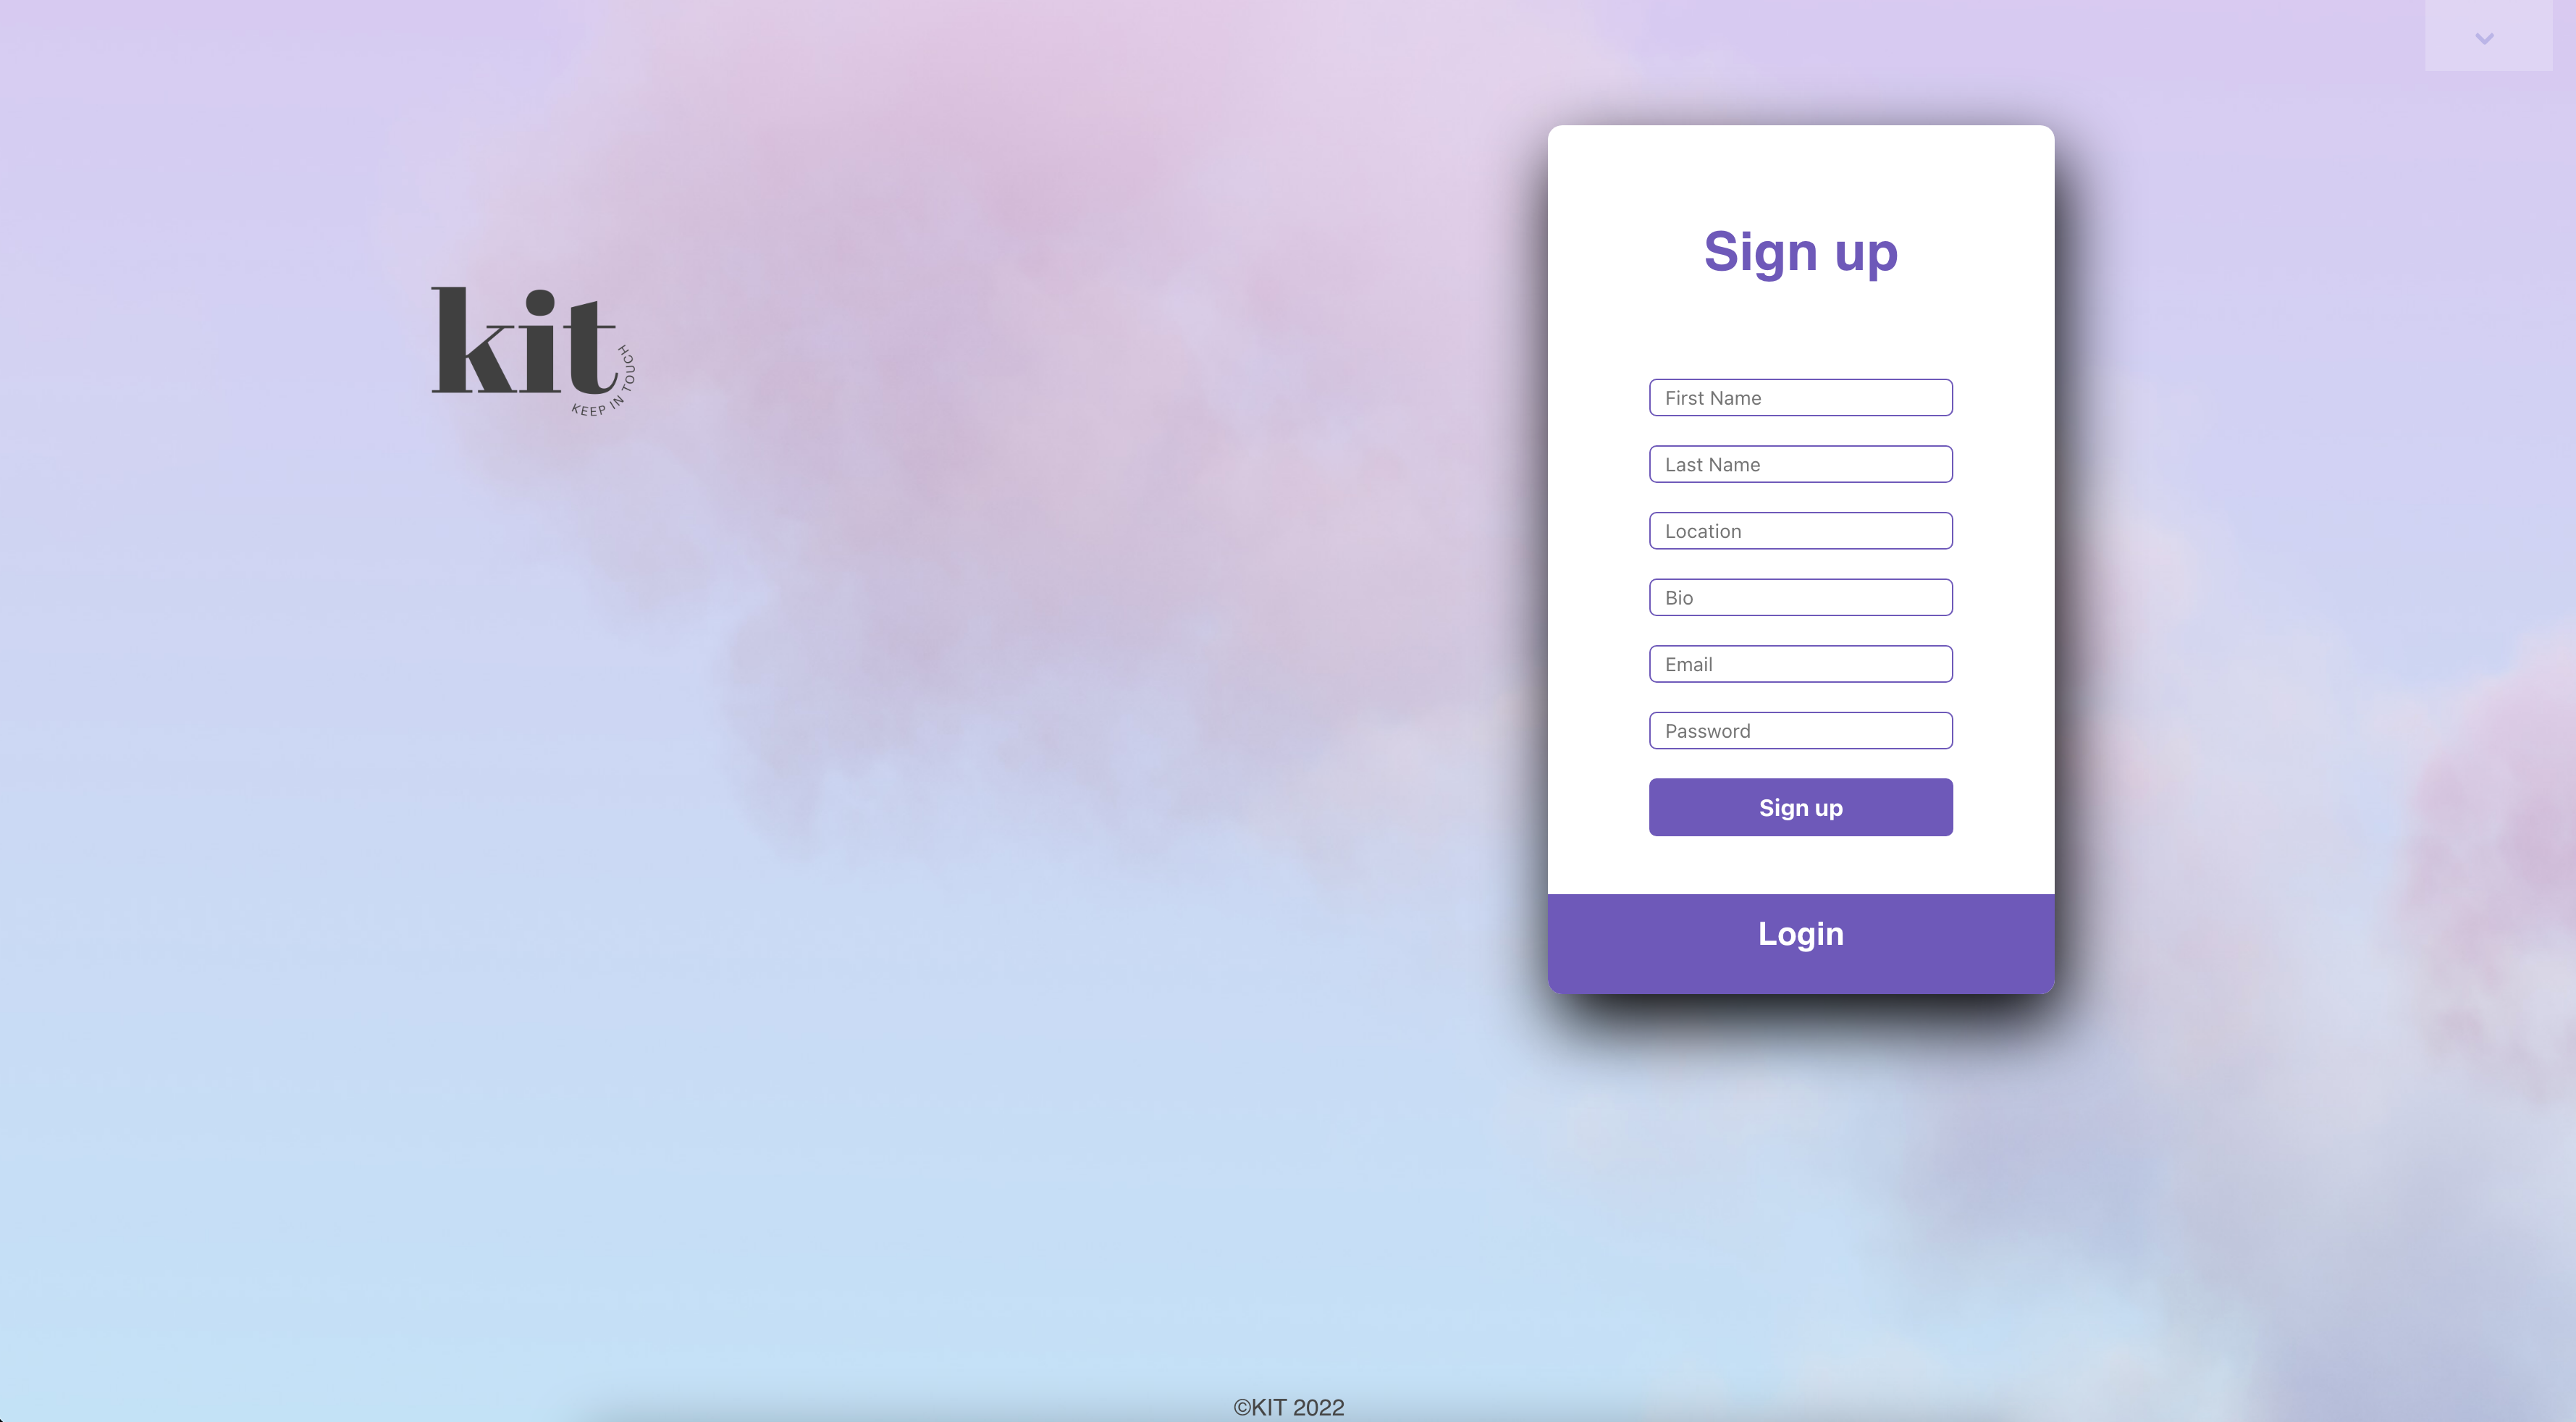 kit
KEEP IN TOUCH
Sign up
First Name
Last Name
Location
Bio
Email
Password
Sign up
Login
©KIT 2022